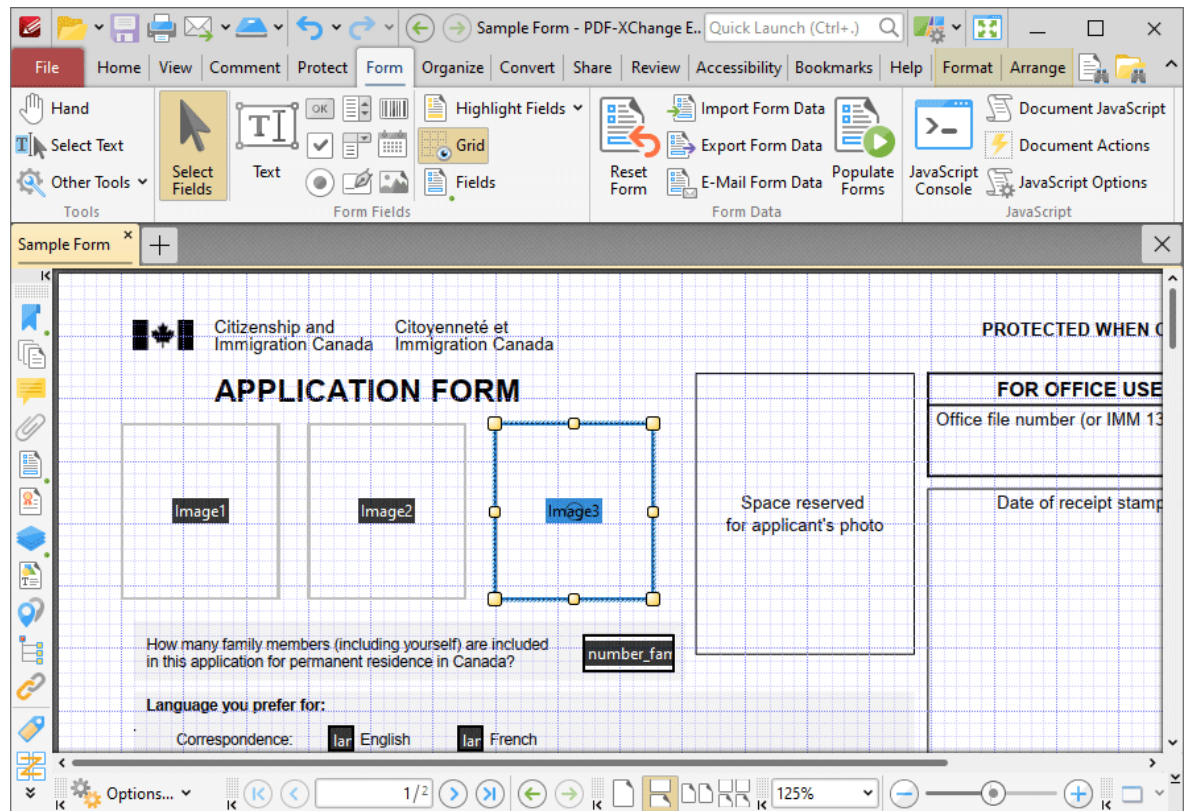 Sample Form - PDF-XChange E..
Quick Launch (Ctrl+.)
File Home View Comment Protect Form Organize Convert Share Review Accessibility Bookmarks Help Format Arrange
Hand
Select Text
Other Tools
Tools
Select Fields
Text
OK
Highlight Fields
Grid
Fields
Form Fields
Reset Form
Import Form Data
Export Form Data
E-Mail Form Data
Populate Forms
Form Data
JavaScript Console
Document JavaScript
Document Actions
JavaScript Options
JavaScript
Sample Form
Citizenship and
Immigration Canada
Citoyenneté et
Immigration Canada
PROTECTED WHEN
APPLICATION FORM
FOR OFFICE USE
Office file number (or IMM 13
Image1
Image2
Image3
Space reserved
for applicant's photo
Date of receipt stamp
How many family members (including yourself) are included
in this application for permanent residence in Canada?
number_fan
Language you prefer for:
Correspondence: lar English lar French
Options...
1/2
125%